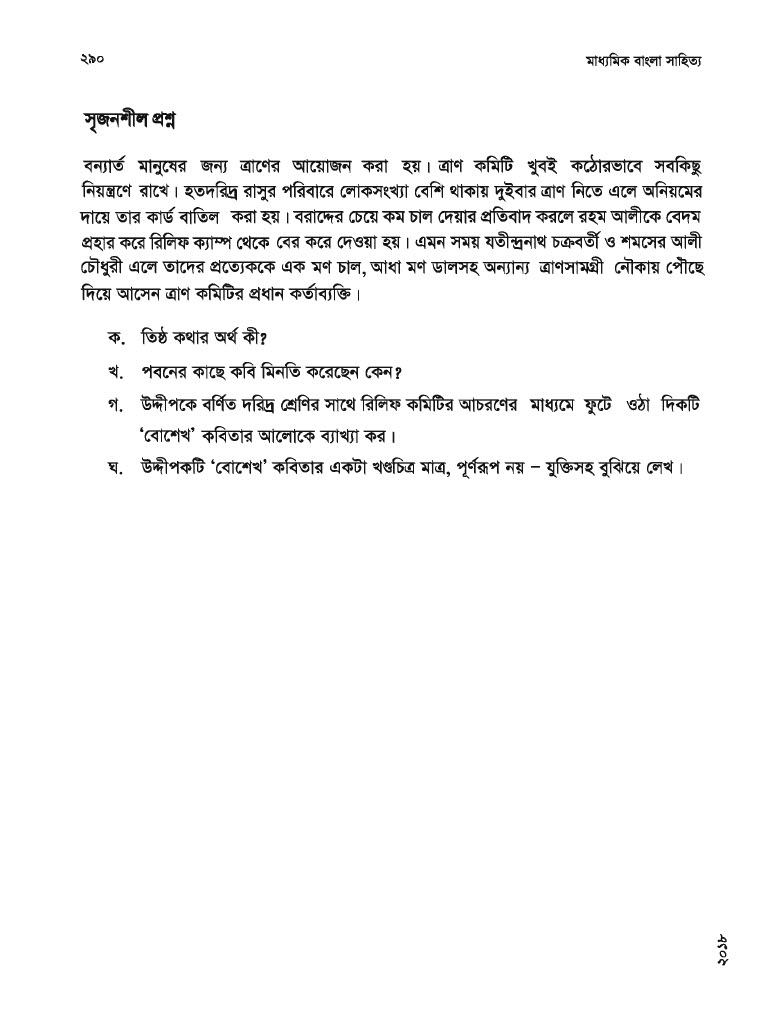 ২৯০
মাধ্যমিক বাংলা সাহিত্য
সৃজনশীল প্রশ্ন
বন্যার্ত মানুষের জন্য ত্রাণের আয়োজন করা হয়। ত্রাণ কমিটি খুবই কঠোরভাবে সবকিছু
নিয়ন্ত্রণে রাখে। হতদরিদ্র রাসুর পরিবারে লোকসংখ্যা বেশি থাকায় দুইবার ত্রাণ নিতে এলে অনিয়মের
দায়ে তার কার্ড বাতিল করা হয়। বরাদ্দের চেয়ে কম চাল দেয়ার প্রতিবাদ করলে রহম আলীকে বেদম
প্রহার করে রিলিফ ক্যাম্প থেকে বের করে দেওয়া হয়। এমন সময় যতীন্দ্রনাথ চক্রবর্তী ও শমসের আলী
চৌধুরী এলে তাদের প্রত্যেককে এক মণ চাল, আধা মণ ডালসহ অন্যান্য ত্রাণসামগ্রী নৌকায় পৌঁছে
দিয়ে আসেন ত্রাণ কমিটির প্রধান কর্তাব্যক্তি।
ক. তিষ্ঠ কথার অর্থ কী?
খ. পবনের কাছে কবি মিনতি করেছেন কেন?
গ. উদ্দীপকে বর্ণিত দরিদ্র শ্রেণির সাথে রিলিফ কমিটির আচরণের মাধ্যমে ফুটে ওঠা দিকটি
‘বোশেখ’ কবিতার আলোকে ব্যাখ্যা কর।
ঘ. উদ্দীপকটি ‘বোশেখ’ কবিতার একটা খণ্ডচিত্র মাত্র, পূর্ণরূপ নয় – যুক্তিসহ বুঝিয়ে লেখ।
২০১৮